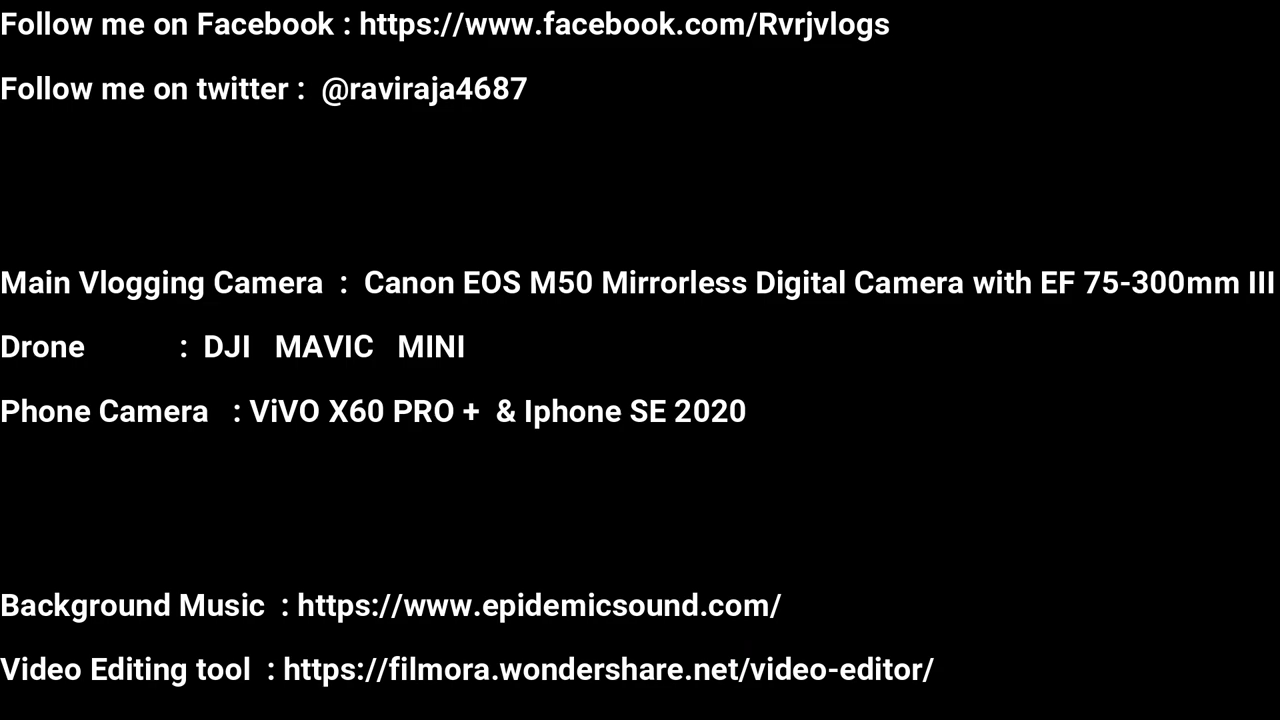 Follow me on Facebook : https://www.facebook.com/Rvrjvlogs
Follow me on twitter :  @raviraja4687
Main Vlogging Camera  :  Canon EOS M50 Mirrorless Digital Camera with EF 75-300mm III
Drone            :  DJI   MAVIC   MINI
Phone Camera   : ViVO X60 PRO +  & Iphone SE 2020
Background Music  : https://www.epidemicsound.com/
Video Editing tool  : https://filmora.wondershare.net/video-editor/